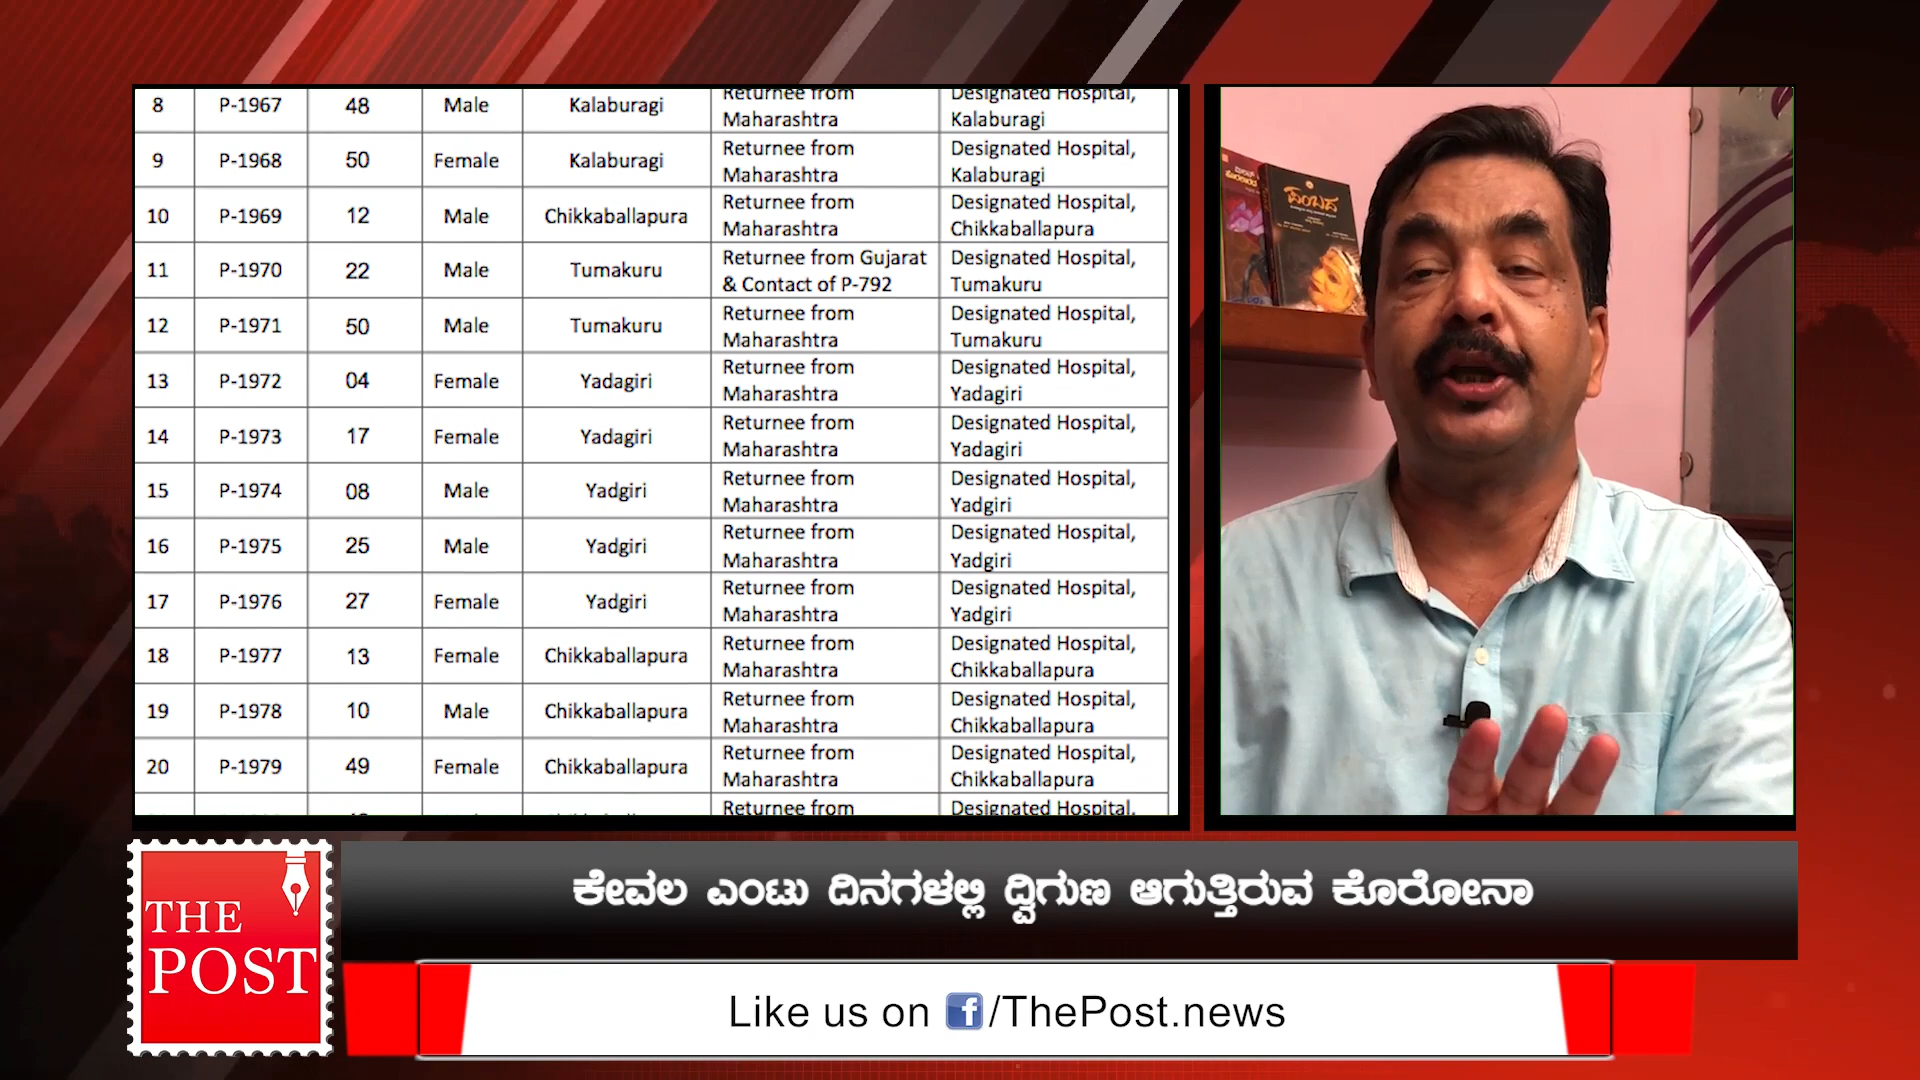 8 P-1967 48 Male Kalaburagi Returnee from Maharashtra Designated Hospital, Kalaburagi
9 P-1968 50 Female Kalaburagi Returnee from Maharashtra Designated Hospital, Kalaburagi
10 P-1969 12 Male Chikkaballapura Returnee from Maharashtra Designated Hospital, Chikkaballapura
11 P-1970 22 Male Tumakuru Returnee from Gujarat & Contact of P-792 Designated Hospital, Tumakuru
12 P-1971 50 Male Tumakuru Returnee from Maharashtra Designated Hospital, Tumakuru
13 P-1972 04 Female Yadagiri Returnee from Maharashtra Designated Hospital, Yadagiri
14 P-1973 17 Female Yadagiri Returnee from Maharashtra Designated Hospital, Yadagiri
15 P-1974 08 Male Yadgiri Returnee from Maharashtra Designated Hospital, Yadgiri
16 P-1975 25 Male Yadgiri Returnee from Maharashtra Designated Hospital, Yadgiri
17 P-1976 27 Female Yadgiri Returnee from Maharashtra Designated Hospital, Yadgiri
18 P-1977 13 Female Chikkaballapura Returnee from Maharashtra Designated Hospital, Chikkaballapura
19 P-1978 10 Male Chikkaballapura Returnee from Maharashtra Designated Hospital, Chikkaballapura
20 P-1979 49 Female Chikkaballapura Returnee from Maharashtra Designated Hospital, Chikkaballapura
Returnee from Designated Hospital,
ಪಂಬದ
THE
POST
ಕೇವಲ ಎಂಟು ದಿನಗಳಲ್ಲಿ ದ್ವಿಗುಣ ಆಗುತ್ತಿರುವ ಕೊರೋನಾ
Like us on f/ThePost.news